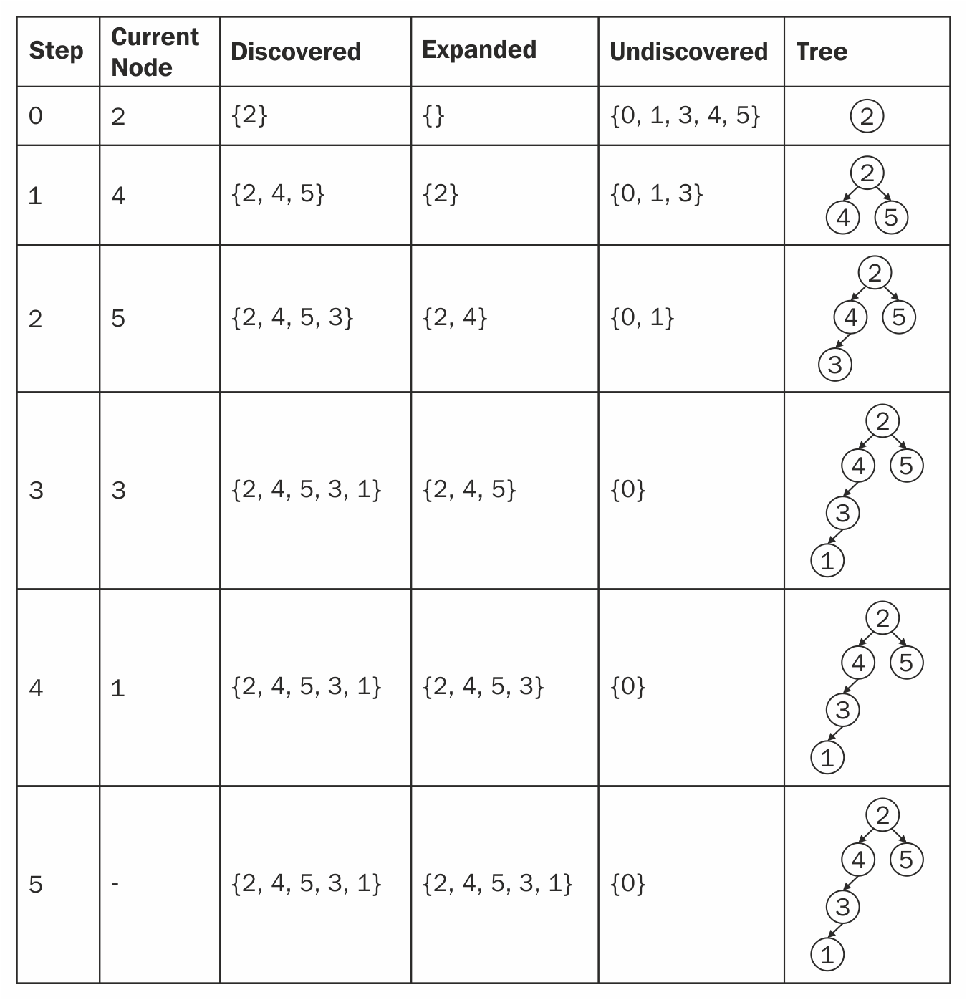 Step Current Node Discovered Expanded Undiscovered Tree
0 2 {2} {} {0, 1, 3, 4, 5} 2
1 4 {2, 4, 5} {2} {0, 1, 3} 2
4 5
2 5 {2, 4, 5, 3} {2, 4} {0, 1} 2
4 5
3
3 3 {2, 4, 5, 3, 1} {2, 4, 5} {0} 2
4 5
3
1
4 1 {2, 4, 5, 3, 1} {2, 4, 5, 3} {0} 2
4 5
3
1
5 - {2, 4, 5, 3, 1} {2, 4, 5, 3, 1} {0} 2
4 5
3
1